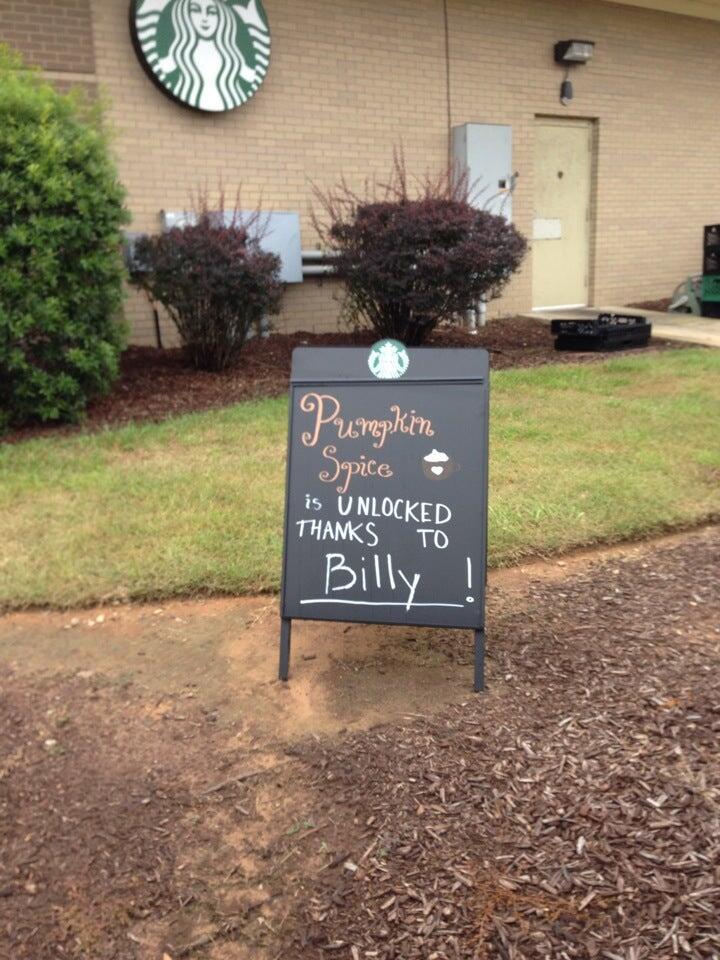 Pumpkin
Spice
is UNLOCKED
THANKS TO
Billy!